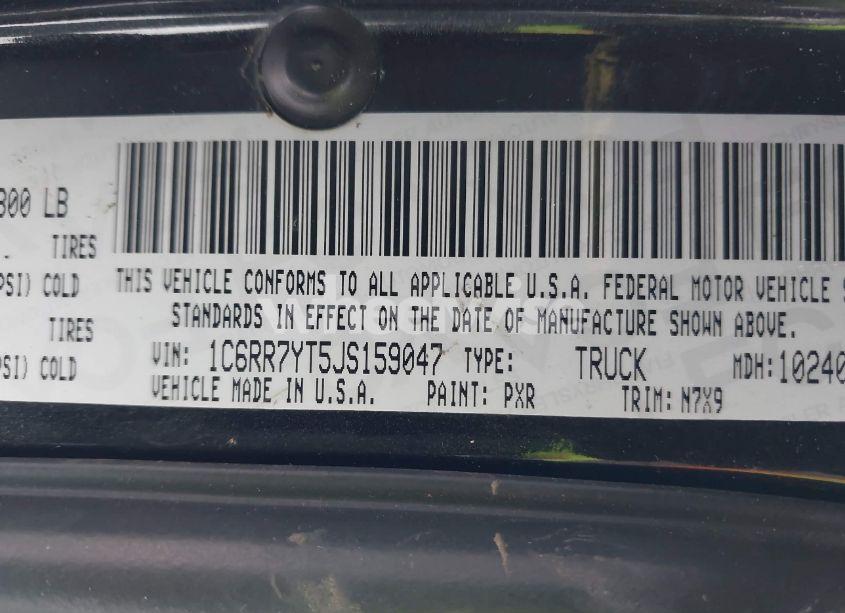 800 LB
TIRES
PSI) COLD
TIRES
SI) COLD
THIS VEHICLE CONFORMS TO ALL APPLICABLE U.S.A. FEDERAL MOTOR VEHICLE S
STANDARDS IN EFFECT ON THE DATE OF MANUFACTURE SHOWN ABOVE.
VIN: 1C6RR7YT5JS159047 TYPE: TRUCK MDH: 10240
VEHICLE MADE IN U.S.A. PAINT: PXR TRIM: N7X9